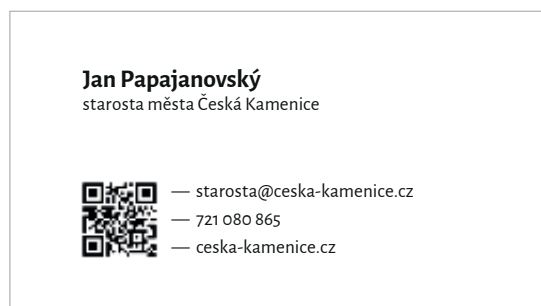 Jan Papajanovský
starosta města Česká Kamenice
— starosta@ceska-kamenice.cz
— 721 080 865
— ceska-kamenice.cz